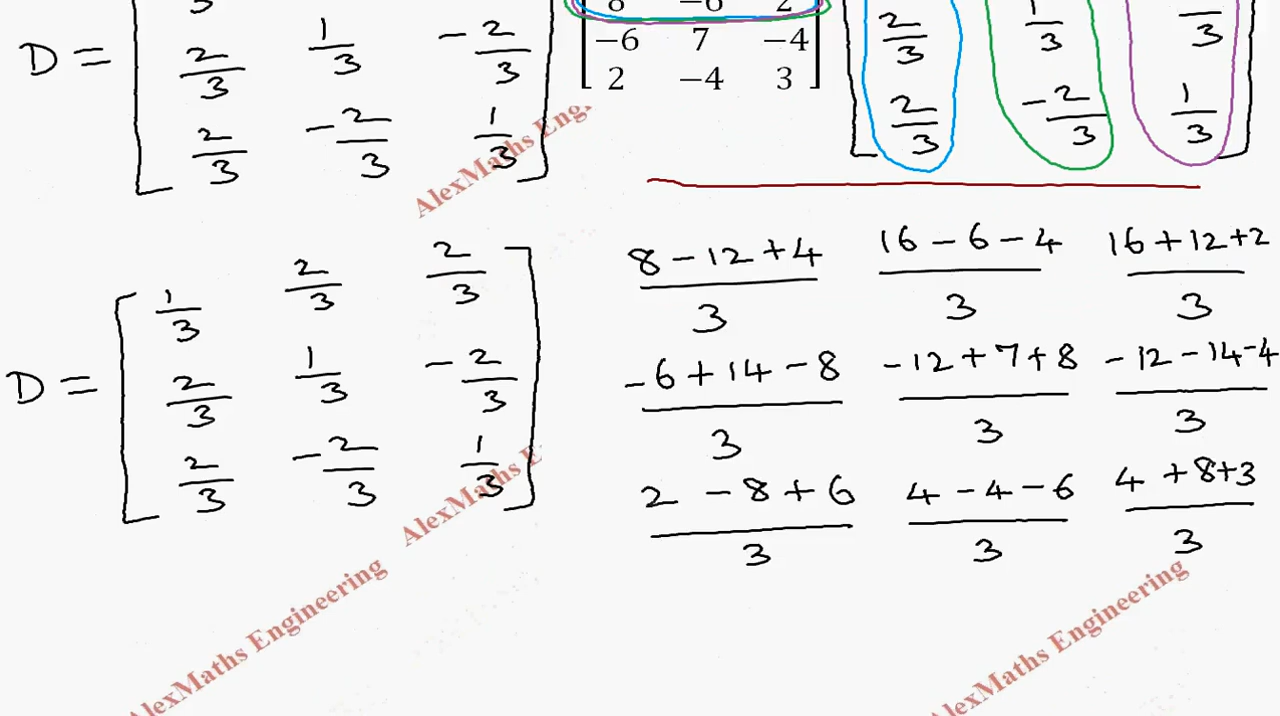 8 −6 2
D = 2/3 1/3 −2/3 −6 7 −4 2/3 1/3 /3
2/3 −2/3 1/3 2 −4 3 2/3 −2/3 1/3
AlexMaths Eng
D = 1/3 2/3 2/3 8 − 12 + 4/3 16 − 6 − 4/3 16 + 12 + 2/3
2/3 1/3 −2/3 −6 + 14 − 8/3 −12 + 7 + 8/3 −12 − 14 − 4/3
2/3 −2/3 1/3 2 − 8 + 6/3 4 − 4 − 6/3 4 + 8 + 3/3
AlexMaths E
AlexMaths Engineering
AlexMaths Engineering